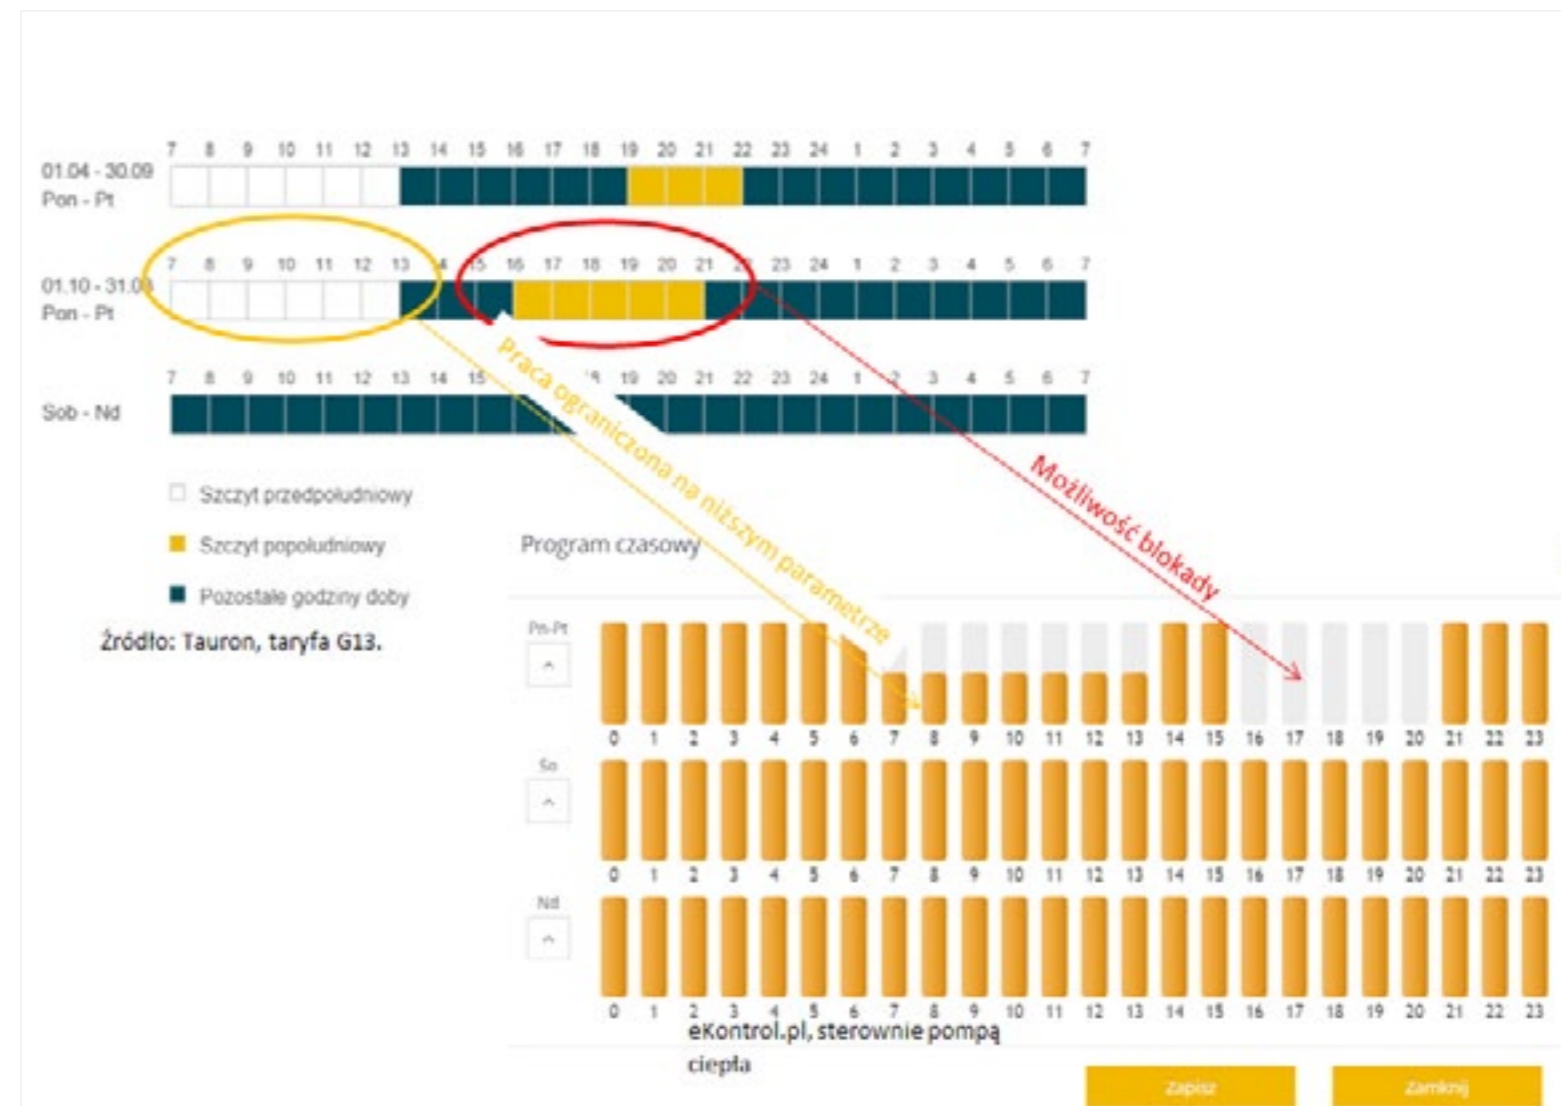 7 8 9 10 11 12 13 14 15 16 17 18 19 20 21 22 23 24 1 2 3 4 5 6 7
01.04 - 30.09
Pon - Pt
7 8 9 10 11 12 13 15 16 17 18 19 20 21 23 24 1 2 3 4 5 6 7
01.10 -
Pon - Pt
7 8 9 10 11 12 13 14 15 19 20 21 22 23 24 1 2 3 4 5 6 7
Sob - Nd
Szczyt przedpołudniowy
Szczyt popołudniowy
Pozostałe godziny doby
Źródło: Tauron, taryfa G13.
Praca ograniczona na niższym parametrze
Możliwość blokady
Program czasowy
Pn-Pt
0 1 2 3 4 5 6 7 8 9 10 11 12 13 14 15 16 17 18 19 20 21 22 23
So
0 1 2 3 4 5 6 7 8 9 10 11 12 13 14 15 16 17 18 19 20 21 22 23
Nd
0 1 2 3 4 5 6 7 8 9 10 11 12 13 14 15 16 17 18 19 20 21 22 23
eKontrol.pl, sterownie pompą
ciepła
Zapisz
Zamknij